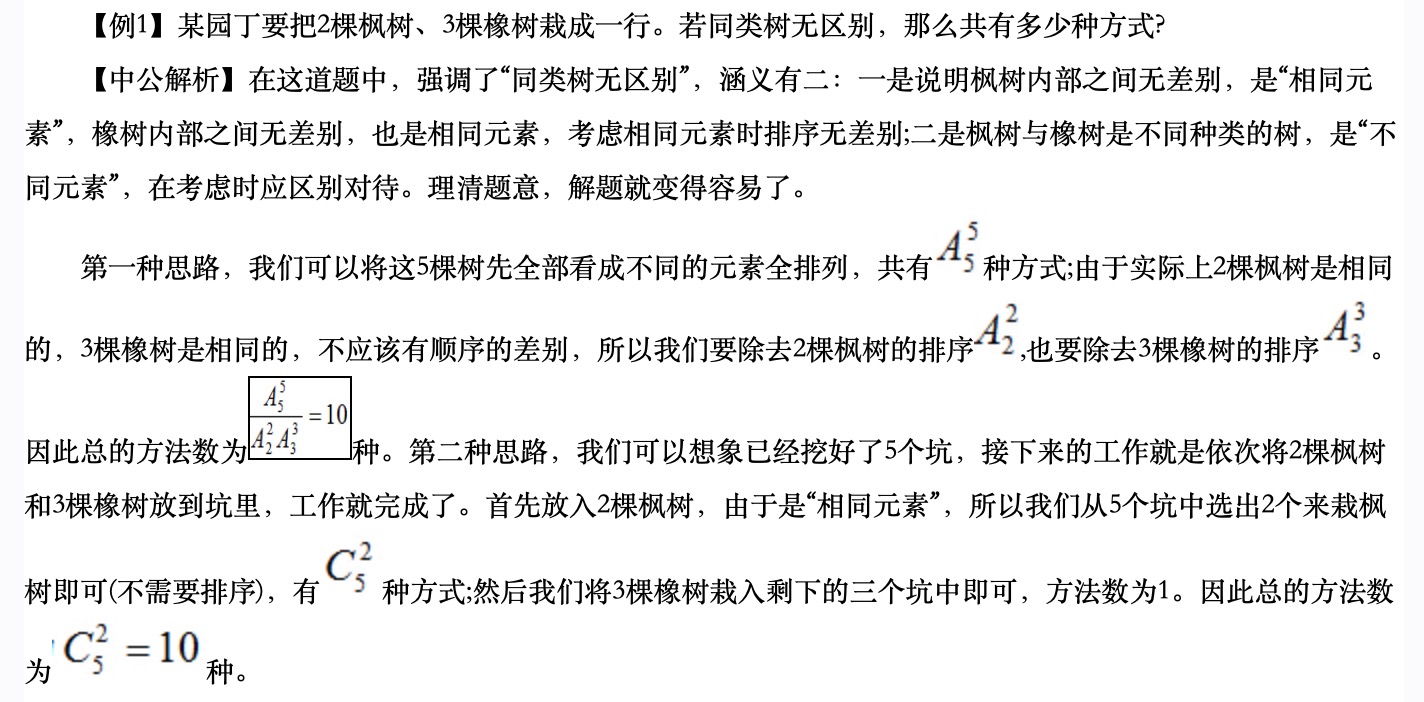 【例1】某园丁要把2棵枫树、3棵橡树栽成一行。若同类树无区别，那么共有多少种方式?
【中公解析】在这道题中，强调了“同类树无区别”，涵义有二：一是说明枫树内部之间无差别，是“相同元
素”，橡树内部之间无差别，也是相同元素，考虑相同元素时排序无差别;二是枫树与橡树是不同种类的树，是“不
同元素”，在考虑时应区别对待。理清题意，解题就变得容易了。
第一种思路，我们可以将这5棵树先全部看成不同的元素全排列，共有$A_5^5$种方式;由于实际上2棵枫树是相同
的，3棵橡树是相同的，不应该有顺序的差别，所以我们要除去2棵枫树的排序$A_2^2$,也要除去3棵橡树的排序$A_3^3$。
因此总的方法数为$\frac{A_5^5}{A_2^2 A_3^3}=10$种。第二种思路，我们可以想象已经挖好了5个坑，接下来的工作就是依次将2棵枫树
和3棵橡树放到坑里，工作就完成了。首先放入2棵枫树，由于是“相同元素”，所以我们从5个坑中选出2个来栽枫
树即可(不需要排序)，有$C_5^2$种方式;然后我们将3棵橡树栽入剩下的三个坑中即可，方法数为1。因此总的方法数
为$C_5^2=10$种。